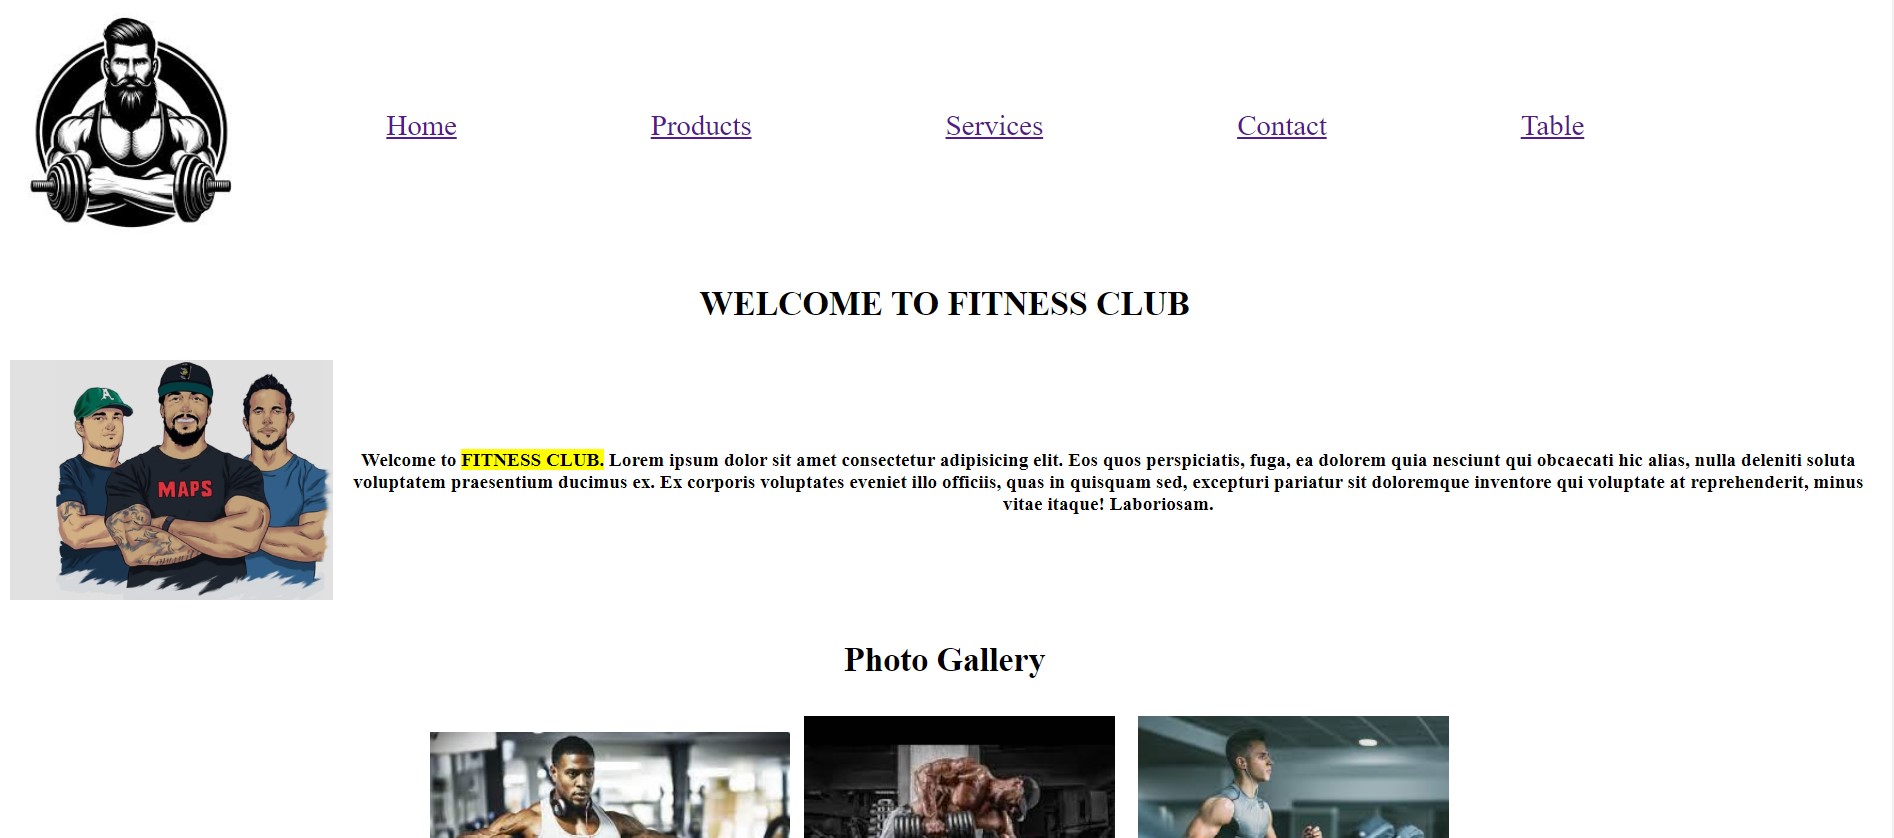 Home Products Services Contact Table
WELCOME TO FITNESS CLUB
A
MAPS
Welcome to FITNESS CLUB. Lorem ipsum dolor sit amet consectetur adipisicing elit. Eos quos perspiciatis, fuga, ea dolorem quia nesciunt qui obcaecati hic alias, nulla deleniti soluta
voluptatem praesentium ducimus ex. Ex corporis voluptates eveniet illo officiis, quas in quisquam sed, excepturi pariatur sit doloremque inventore qui voluptate at reprehenderit, minus
vitae itaque! Laboriosam.
Photo Gallery